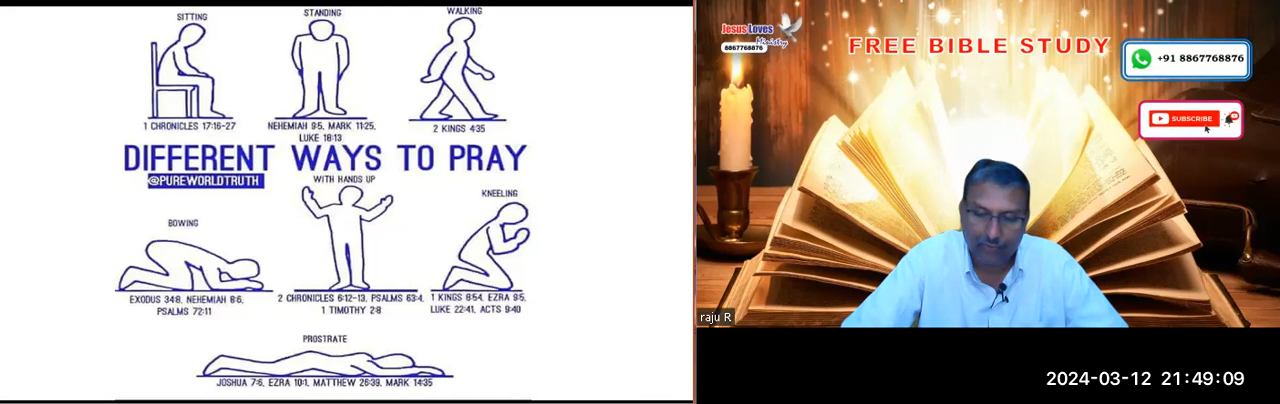 SITTING
STANDING
WALKING
1 CHRONICLES 17:16-27
NEHEMIAH 9:5, MARK 11:25,
LUKE 18:13
2 KINGS 4:35
DIFFERENT WAYS TO PRAY
@PUREWORLDTRUTH
WITH HANDS UP
KNEELING
BOWING
EXODUS 34:8, NEHEMIAH 8:6,
PSALMS 72:11
2 CHRONICLES 6:12-13, PSALMS 63:4,
1 TIMOTHY 2:8
1 KINGS 8:54, EZRA 9:5,
LUKE 22:41, ACTS 9:40
PROSTRATE
JOSHUA 7:6, EZRA 10:1, MATTHEW 26:39, MARK 14:35
Jesus Loves
Ministry
8867768876
FREE BIBLE STUDY
+91 8867768876
SUBSCRIBE
raju R
2024-03-12 21:49:09